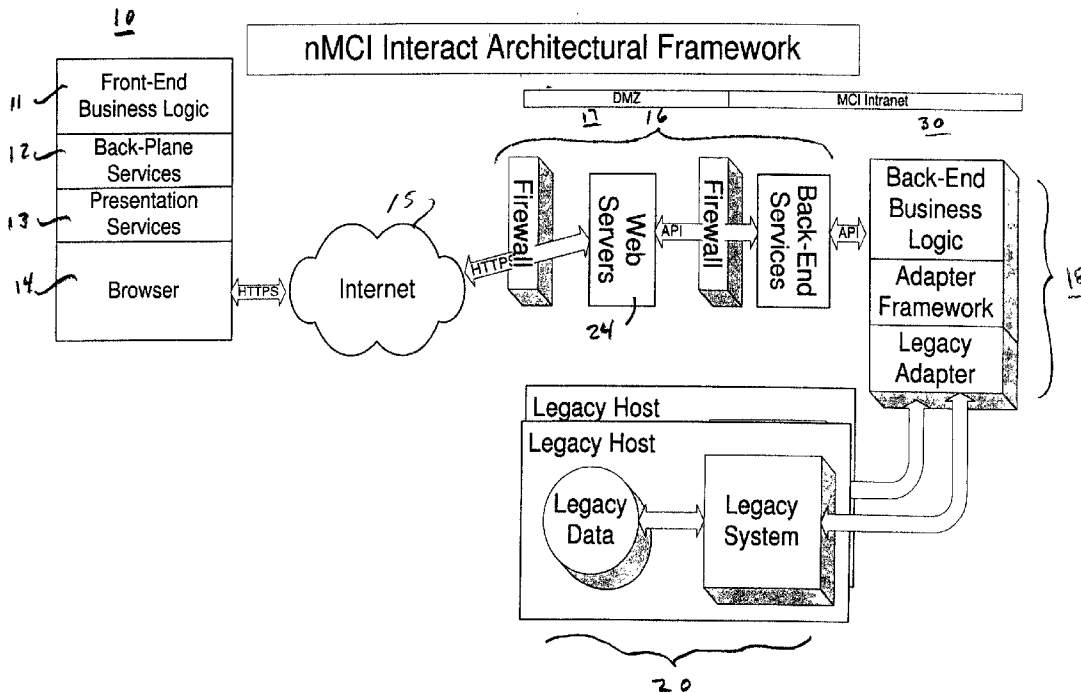 10
nMCI Interact Architectural Framework
11
Front-End
Business Logic
12
Back-Plane
Services
13
Presentation
Services
14
Browser
HTTPS
15
Internet
HTTPS
DMZ
MCI Intranet
17
16
30
Firewall
Web
Servers
24
API
Firewall
Back-End
Services
API
Back-End
Business
Logic
Adapter
Framework
Legacy
Adapter
18
Legacy Host
Legacy Host
Legacy
Data
Legacy
System
20